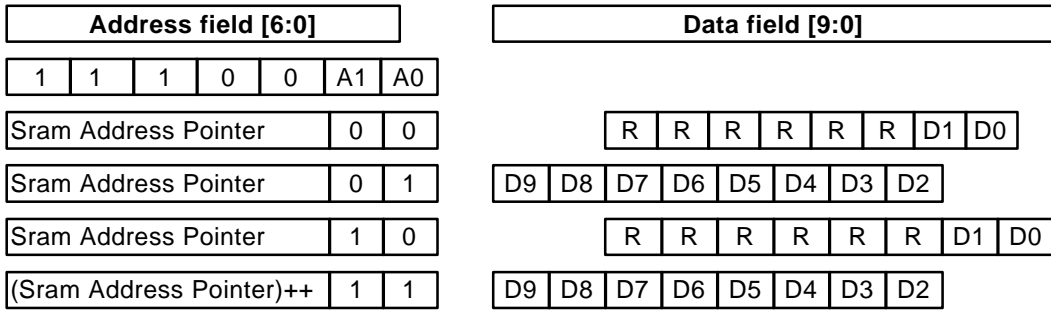 Address field [6:0] Data field [9:0]
1 1 1 0 0 A1 A0
Sram Address Pointer 0 0 R R R R R R D1 D0
Sram Address Pointer 0 1 D9 D8 D7 D6 D5 D4 D3 D2
Sram Address Pointer 1 0 R R R R R R D1 D0
(Sram Address Pointer)++ 1 1 D9 D8 D7 D6 D5 D4 D3 D2